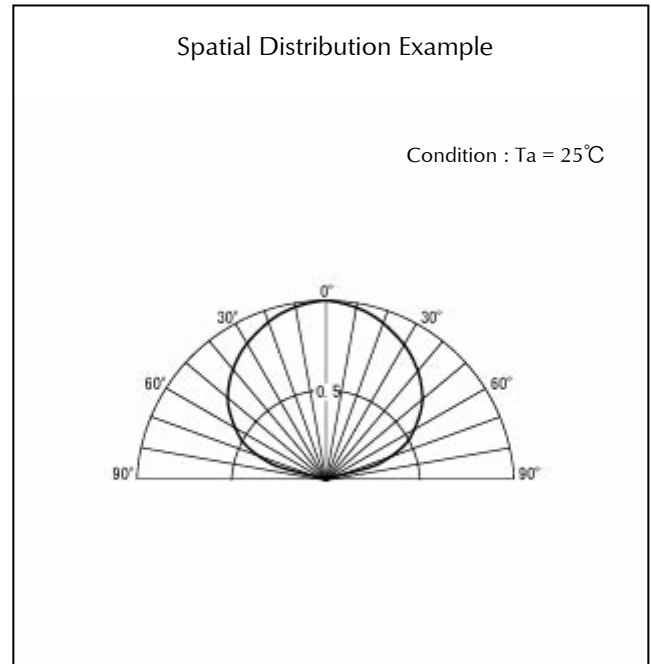 Spatial Distribution Example
Condition : Ta = 25℃
0°
30° 30°
60° 0. 5 60°
90° 90°